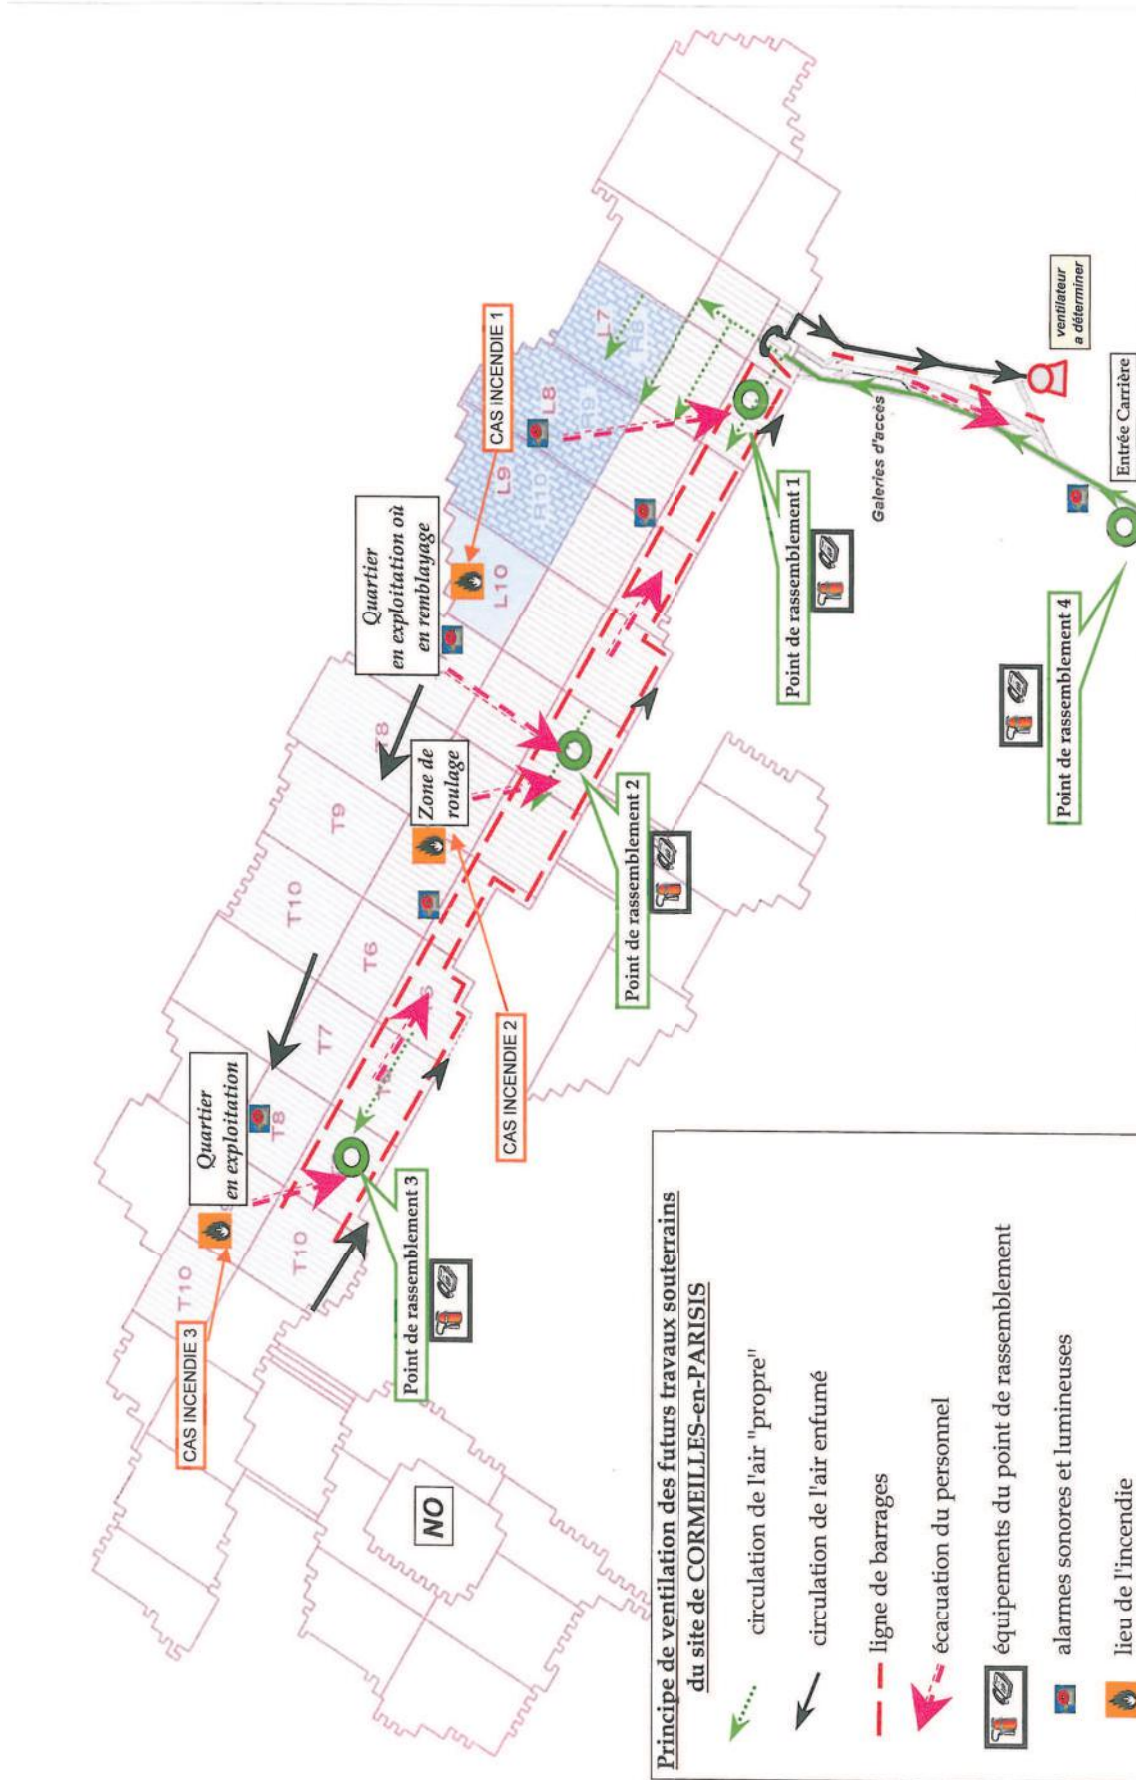 Principe de ventilation des futurs travaux souterrains
du site de CORMEILLES-en-PARISIS
circulation de l'air "propre"
circulation de l'air enfumé
ligne de barrages
écacuation du personnel
équipements du point de rassemblement
alarmes sonores et lumineuses
lieu de l'incendie
NO
CAS INCENDIE 3
T10
T10
Quartier
en exploitation
T8
T7
T6
T10
T9
T8
Point de rassemblement 3
CAS INCENDIE 2
Zone de
roulage
Quartier
en exploitation où
en remblayage
CAS INCENDIE 1
L10
L9
R10
L8
R9
L7
R8
Point de rassemblement 2
Point de rassemblement 1
Galeries d'accès
ventilateur
a déterminer
Entrée Carrière
Point de rassemblement 4